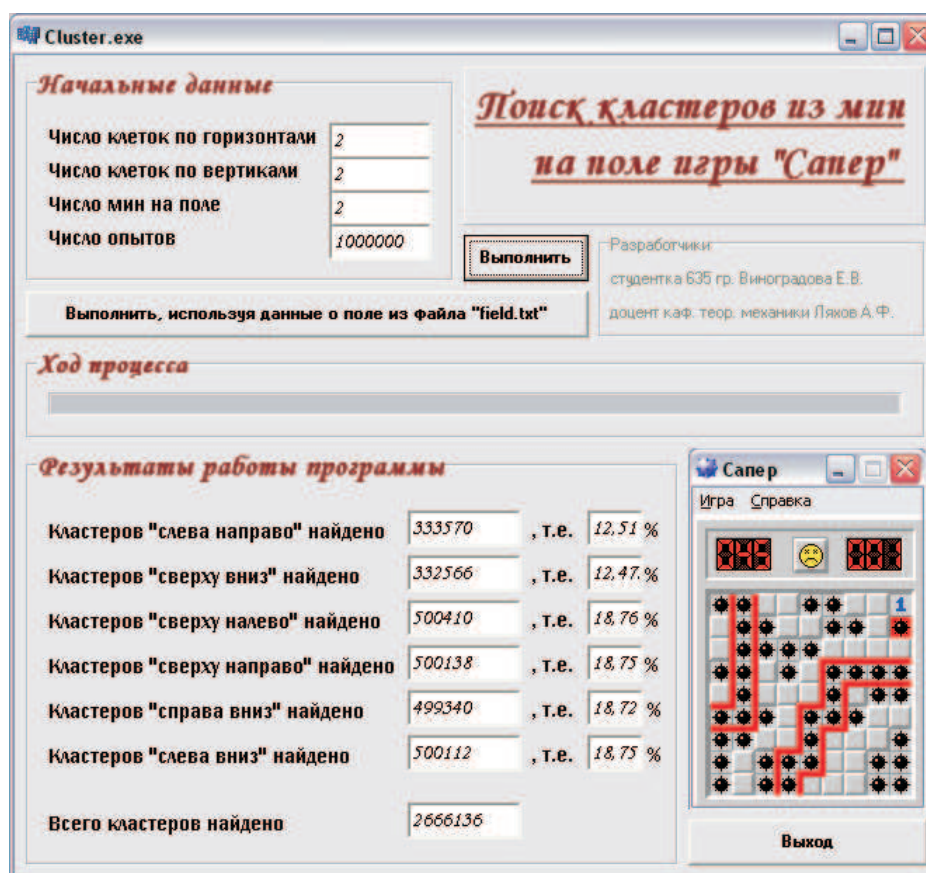 Cluster.exe
Начальные данные
Число клеток по горизонтали 2
Число клеток по вертикали 2
Число мин на поле 2
Число опытов 1000000
Поиск кластеров из мин
на поле игры "Сапер"
Выполнить
Разработчики
студентка 635 гр. Виноградова Е.В.
доцент каф. теор. механики Ляхов А.Ф.
Выполнить, используя данные о поле из файла "field.txt"
Ход процесса
Результаты работы программы
Кластеров "слева направо" найдено 333570 , т.е. 12,51 %
Кластеров "сверху вниз" найдено 332566 , т.е. 12,47 %
Кластеров "сверху налево" найдено 500410 , т.е. 18,76 %
Кластеров "сверху направо" найдено 500138 , т.е. 18,75 %
Кластеров "справа вниз" найдено 499340 , т.е. 18,72 %
Кластеров "слева вниз" найдено 500112 , т.е. 18,75 %
Всего кластеров найдено 2666136
Сапер
Игра Справка
1
Выход